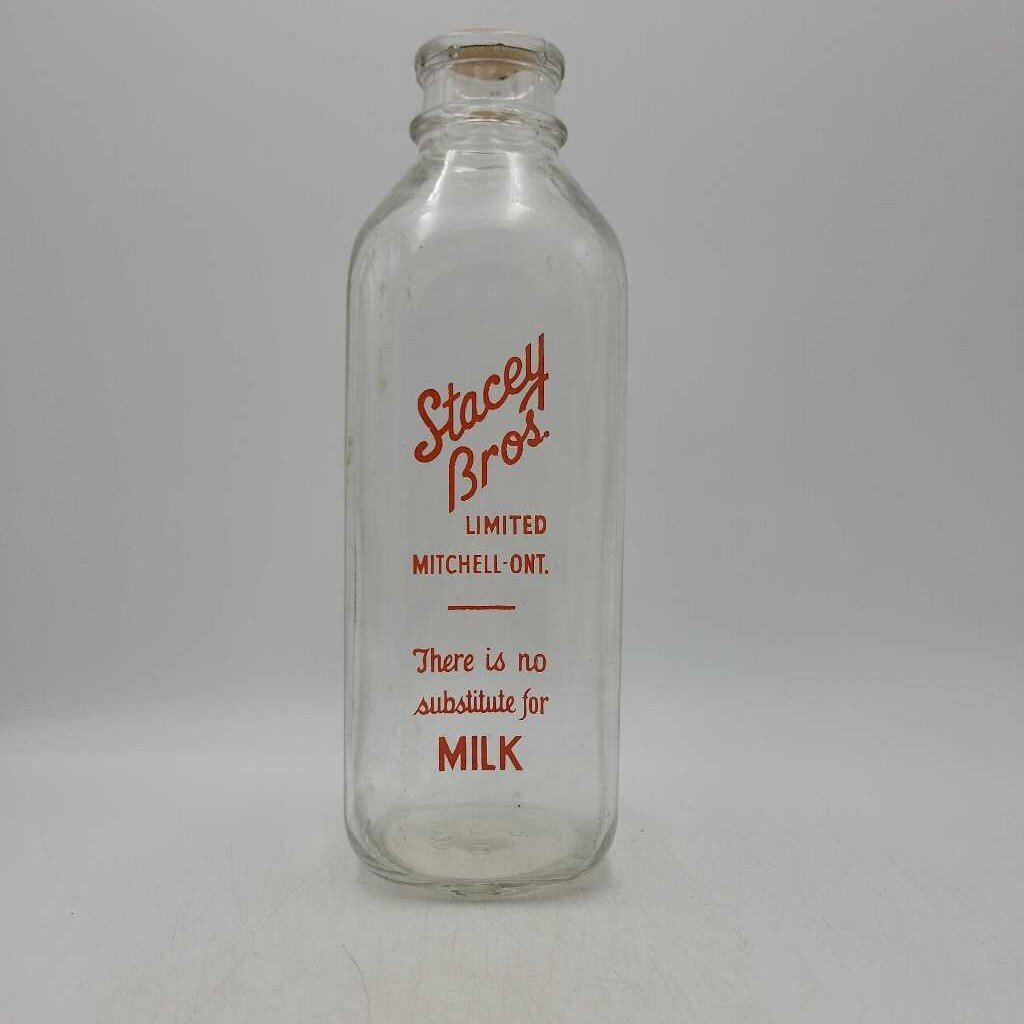 Stacey
Bros.
LIMITED
MITCHELL-ONT.
There is no
substitute for
MILK